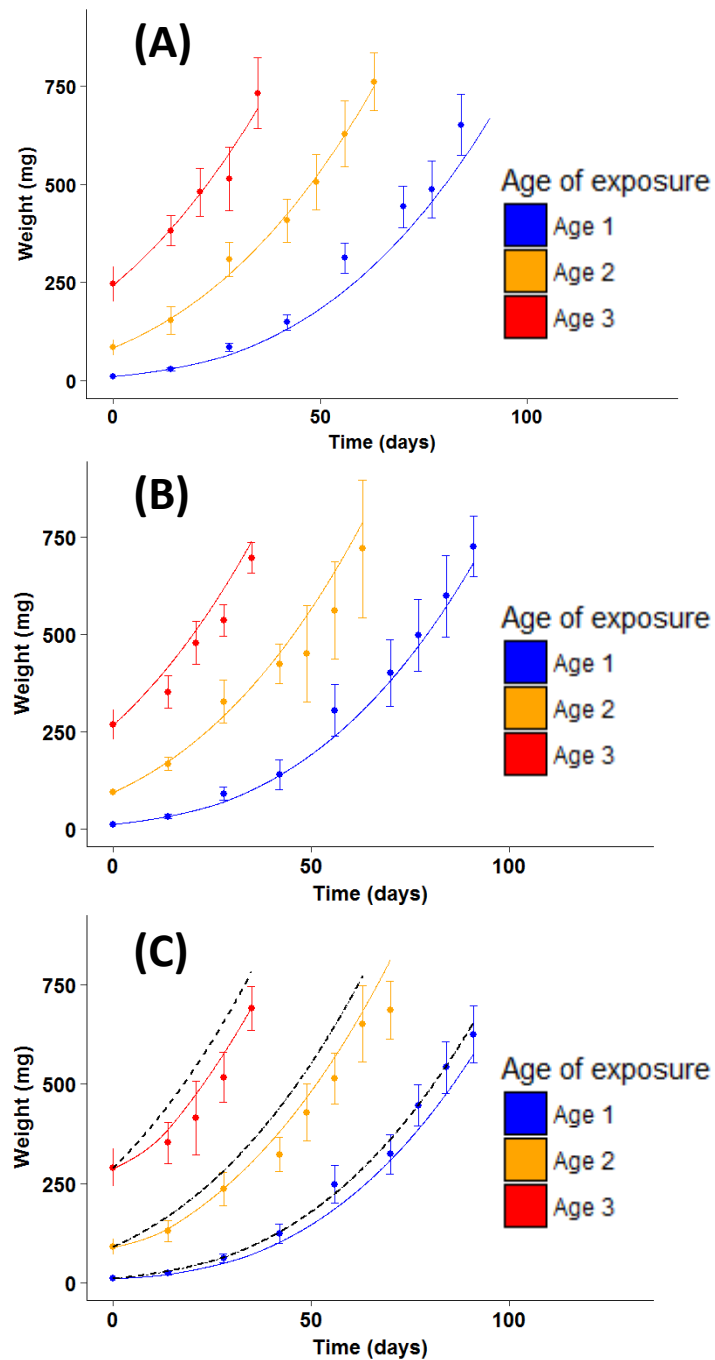 (A)
750
500
250
0
Weight (mg)
0 50 100
Time (days)
Age of exposure
Age 1
Age 2
Age 3
(B)
750
500
250
0
Weight (mg)
0 50 100
Time (days)
Age of exposure
Age 1
Age 2
Age 3
(C)
750
500
250
0
Weight (mg)
0 50 100
Time (days)
Age of exposure
Age 1
Age 2
Age 3